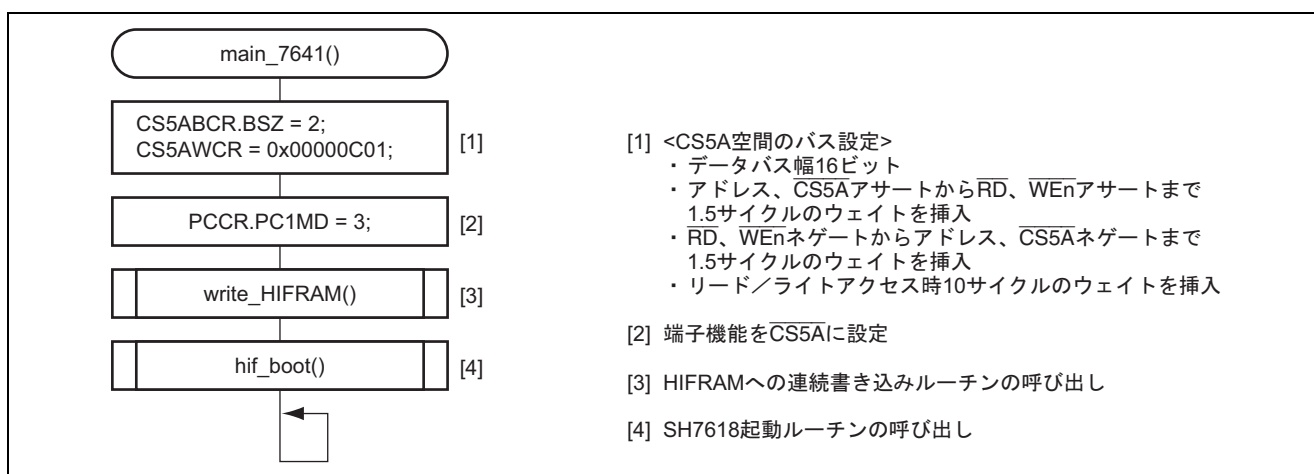 main_7641()
CS5ABCR.BSZ = 2;
CS5AWCR = 0x00000C01;
[1]
PCCR.PC1MD = 3;
[2]
write_HIFRAM()
[3]
hif_boot()
[4]
[1] <CS5A空間のバス設定>
・データバス幅16ビット
・アドレス、CS5AアサートからRD、WEnアサートまで
1.5サイクルのウェイトを挿入
・RD、WEnネゲートからアドレス、CS5Aネゲートまで
1.5サイクルのウェイトを挿入
・リード／ライトアクセス時10サイクルのウェイトを挿入
[2] 端子機能をCS5Aに設定
[3] HIFRAMへの連続書き込みルーチンの呼び出し
[4] SH7618起動ルーチンの呼び出し